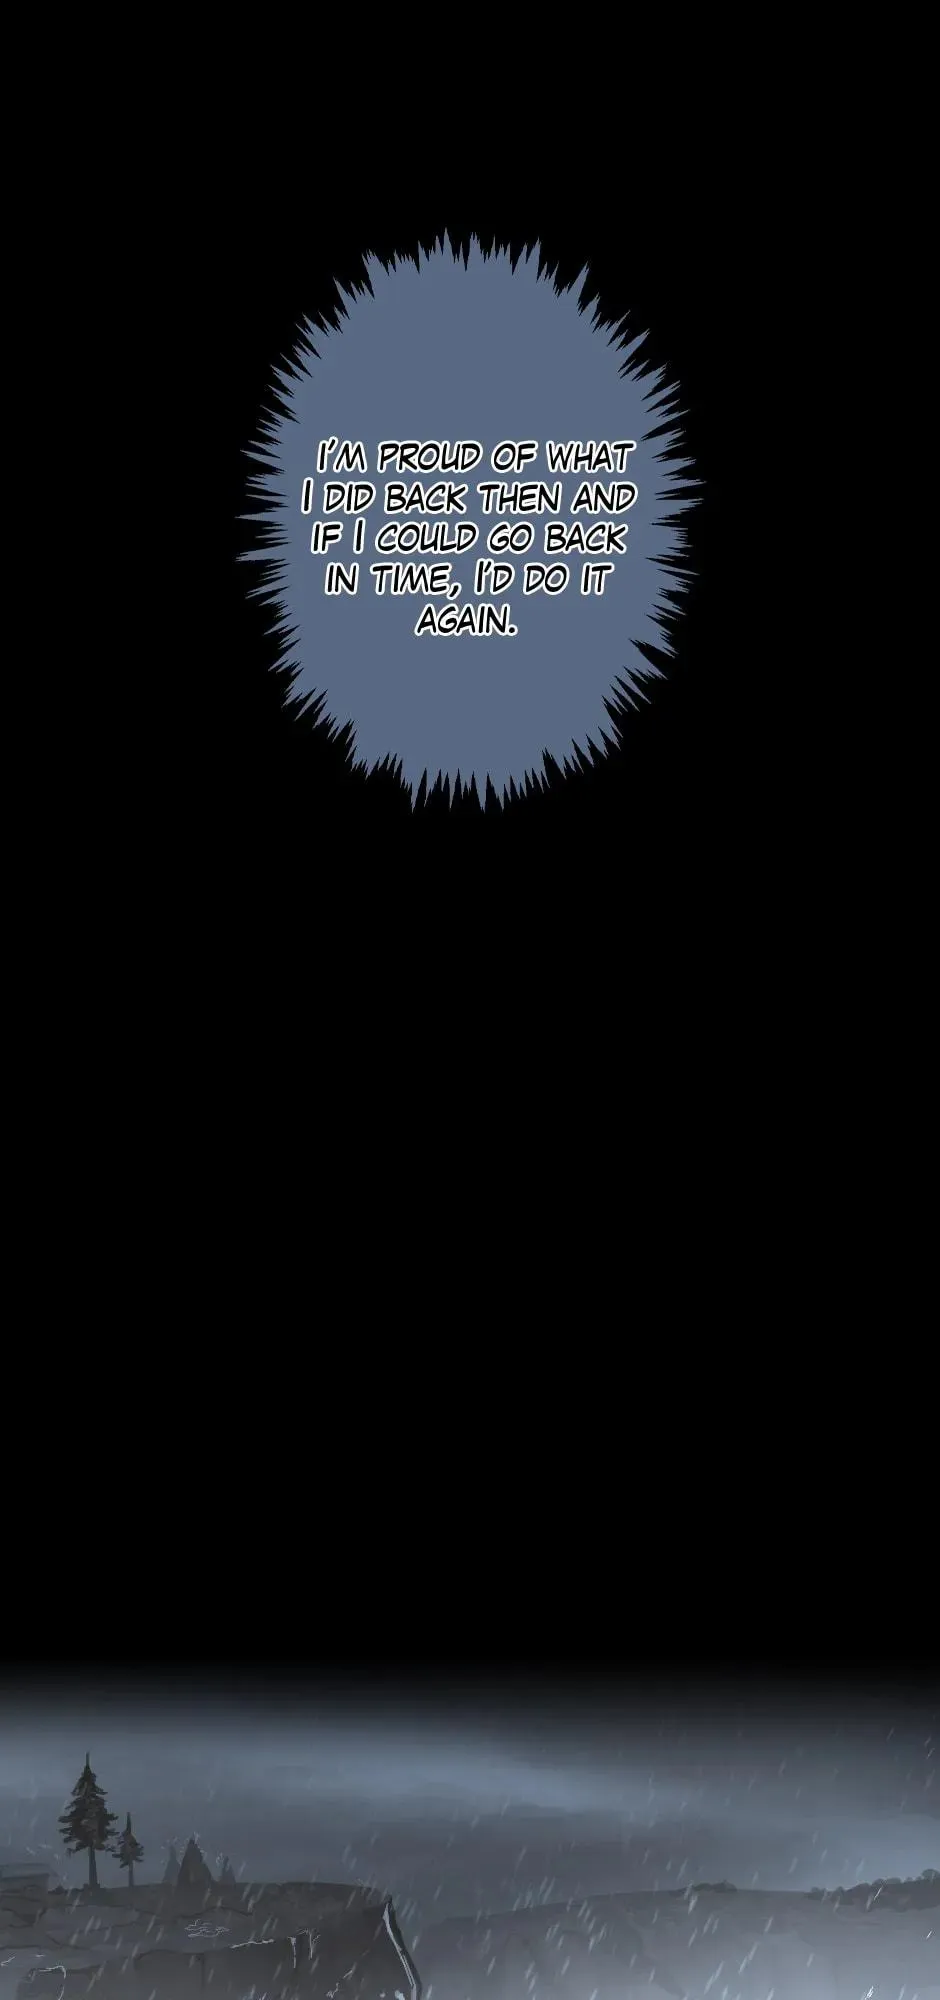 I'M PROUD OF WHAT
I DID BACK THEN AND
IF I COULD GO BACK
IN TIME, I'D DO IT
AGAIN.